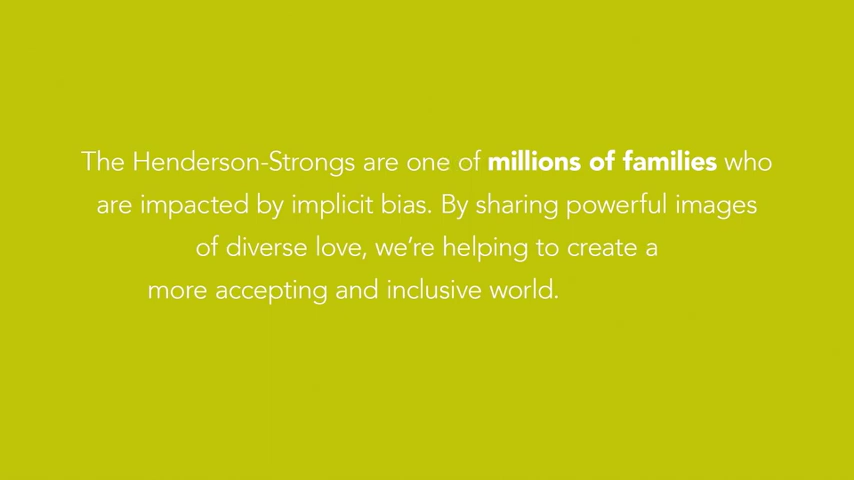 The Henderson-Strongs are one of millions of families who
are impacted by implicit bias. By sharing powerful images
of diverse love, we’re helping to create a
more accepting and inclusive world.